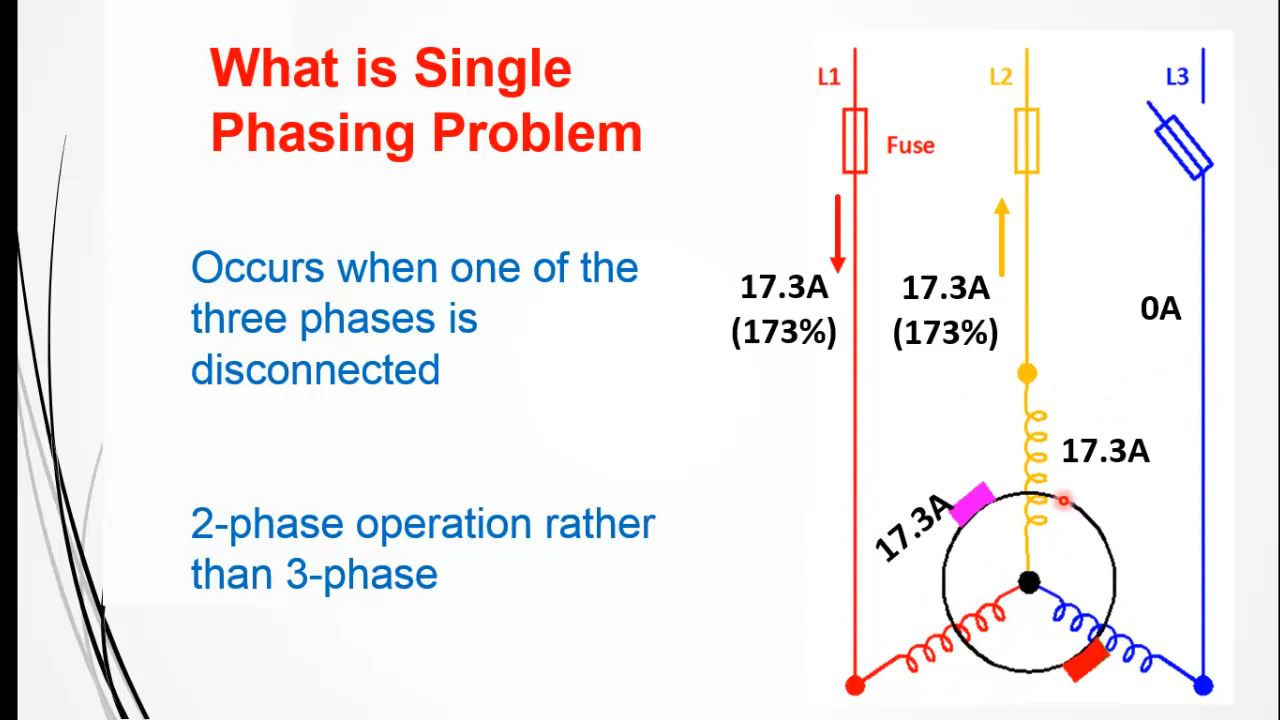 What is Single
Phasing Problem
Occurs when one of the
three phases is
disconnected
2-phase operation rather
than 3-phase
L1
L2
L3
Fuse
17.3A
(173%)
17.3A
(173%)
0A
17.3A
17.3A